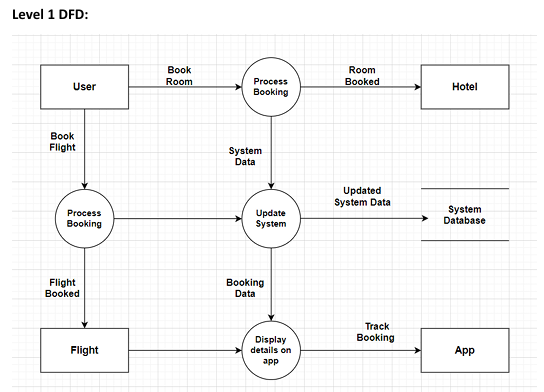 Level 1 DFD:
Book
Room
Room
Booked
User
Process
Booking
Hotel
Book
Flight
System
Data
Updated
System Data
Process
Booking
Update
System
System
Database
Flight
Booked
Booking
Data
Track
Booking
Flight
Display
details on
app
App